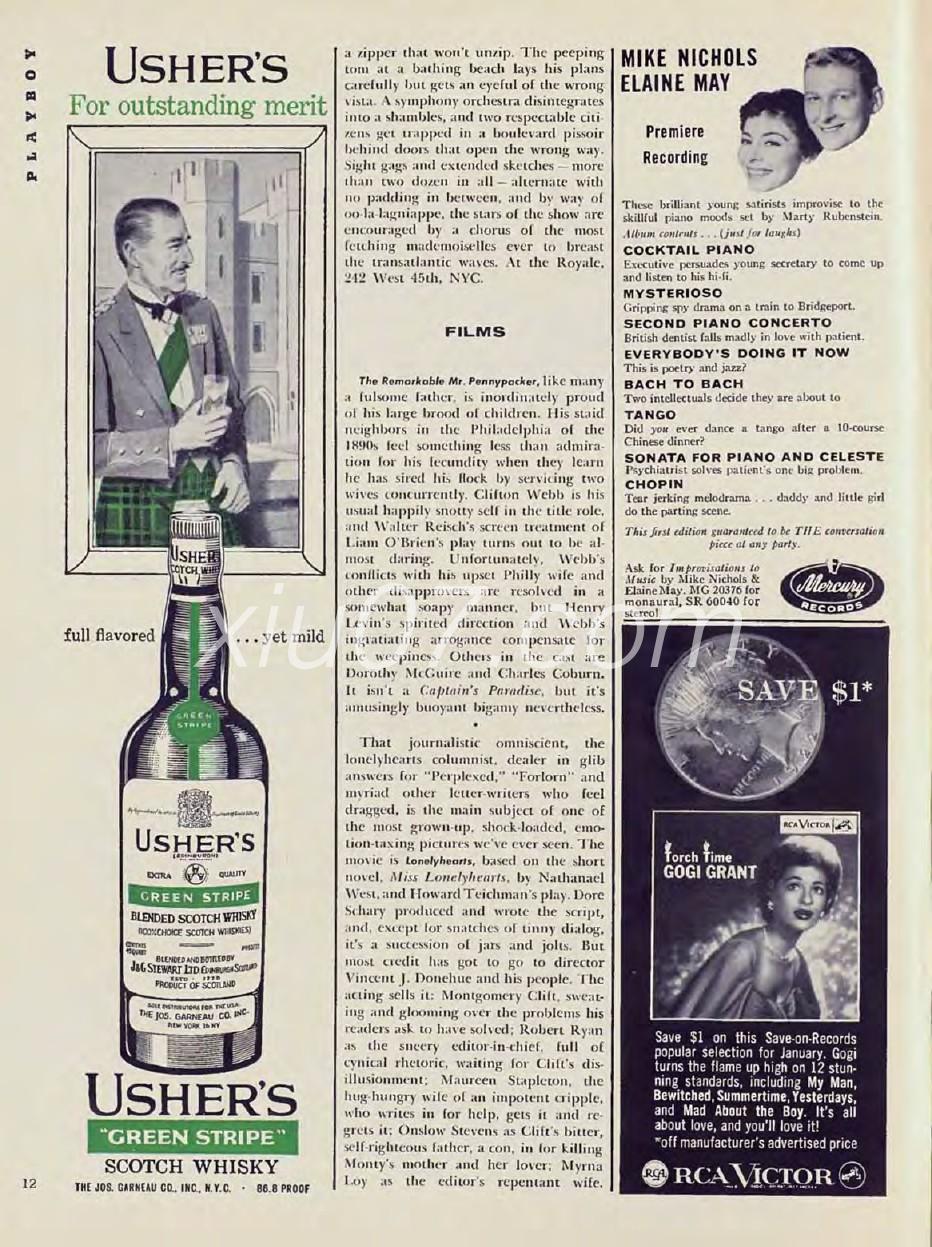 PLAYBOY
USHER'S
For outstanding merit
USHER'S
SCOTCH WHI
full flavored
...yet mild
GREEN
STRIPE
USHER'S
(EDINBURGH)
EXTRA QUALITY
GREEN STRIPE
BLENDED SCOTCH WHISKY
BLENDED AND BOTTLED BY
J&G STEWART LTD. EDINBURGH SCOTLAND
ESTD 1779
PRODUCT OF SCOTLAND
SOLE DISTRIBUTORS FOR THE U.S.A.
THE JOS. GARNEAU CO. INC.
NEW YORK 16 NY
USHER'S
"GREEN STRIPE"
SCOTCH WHISKY
THE JOS. GARNEAU CO., INC., N.Y.C. · 86.8 PROOF
12
a zipper that won't unzip. The peeping
tom at a bathing beach lays his plans
carefully but gets an eyeful of the wrong
vista. A symphony orchestra disintegrates
into a shambles, and two respectable citi-
zens get trapped in a boulevard pissoir
behind doors that open the wrong way.
Sight gags and extended sketches — more
than two dozen in all — alternate with
no padding in between, and by way of
oo-la-lagniappe, the stars of the show are
encouraged by a chorus of the most
fetching mademoiselles ever to breast
the transatlantic waves. At the Royale,
242 West 45th, NYC.
FILMS
The Remarkable Mr. Pennypacker, like many
a fulsome father, is inordinately proud
of his large brood of children. His staid
neighbors in the Philadelphia of the
1890s feel something less than admira-
tion for his fecundity when they learn
he has sired his flock by servicing two
wives concurrently. Clifton Webb is his
usual happily snotty self in the title role,
and Walter Reisch's screen treatment of
Liam O'Brien's play turns out to be al-
most daring. Unfortunately, Webb's
conflicts with his upset Philly wife and
other disapprovers are resolved in a
somewhat soapy manner, but Henry
Levin's spirited direction and Webb's
ingratiating arrogance compensate for
the weepiness. Others in the cast are
Dorothy McGuire and Charles Coburn.
It isn't a Captain's Paradise, but it's
amusingly buoyant bigamy nevertheless.
•
That journalistic omniscient, the
lonelyhearts columnist, dealer in glib
answers for "Perplexed," "Forlorn" and
myriad other letter-writers who feel
dragged, is the main subject of one of
the most grown-up, shock-loaded, emo-
tion-taxing pictures we've ever seen. The
movie is Lonelyhearts, based on the short
novel, Miss Lonelyhearts, by Nathanael
West, and Howard Teichman's play. Dore
Schary produced and wrote the script,
and, except for snatches of tinny dialog,
it's a succession of jars and jolts. But
most credit has got to go to director
Vincent J. Donehue and his people. The
acting sells it: Montgomery Clift, sweat-
ing and glooming over the problems his
readers ask to have solved; Robert Ryan
as the sneery editor-in-chief, full of
cynical rhetoric, waiting for Clift's dis-
illusionment; Maureen Stapleton, the
hug-hungry wife of an impotent cripple,
who writes in for help, gets it and re-
grets it; Onslow Stevens as Clift's bitter,
self-righteous father, a con, in for killing
Monty's mother and her lover; Myrna
Loy as the editor's repentant wife.
MIKE NICHOLS
ELAINE MAY
Premiere
Recording
These brilliant young satirists improvise to the
skillful piano moods set by Marty Rubenstein.
Album contents . . . (just for laughs)
COCKTAIL PIANO
Executive persuades young secretary to come up
and listen to his hi-fi.
MYSTERIOSO
Gripping spy drama on a train to Bridgeport.
SECOND PIANO CONCERTO
British dentist falls madly in love with patient.
EVERYBODY'S DOING IT NOW
This is poetry and jazz?
BACH TO BACH
Two intellectuals decide they are about to
TANGO
Did you ever dance a tango after a 10-course
Chinese dinner?
SONATA FOR PIANO AND CELESTE
Psychiatrist solves patient's one big problem.
CHOPIN
Tear jerking melodrama . . . daddy and little girl
do the parting scene.
This first edition guaranteed to be THE conversation
piece at any party.
Ask for Improvisations to
Music by Mike Nichols &
Elaine May. MG 20376 for
monaural, SR 60040 for
stereo!
Mercury
RECORDS
xiu07.com
SAVE $1*
RCA VICTOR
Torch Time
GOGI GRANT
Save $1 on this Save-on-Records
popular selection for January. Gogi
turns the flame up high on 12 stun-
ning standards, including My Man,
Bewitched, Summertime, Yesterdays,
and Mad About the Boy. It's all
about love, and you'll love it!
*off manufacturer's advertised price
RCA RCA VICTOR